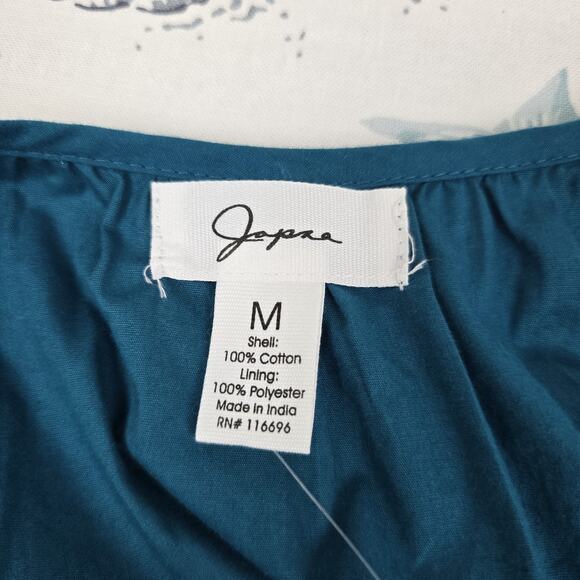 Japna
M
Shell:
100% Cotton
Lining:
100% Polyester
Made in India
RN# 116696